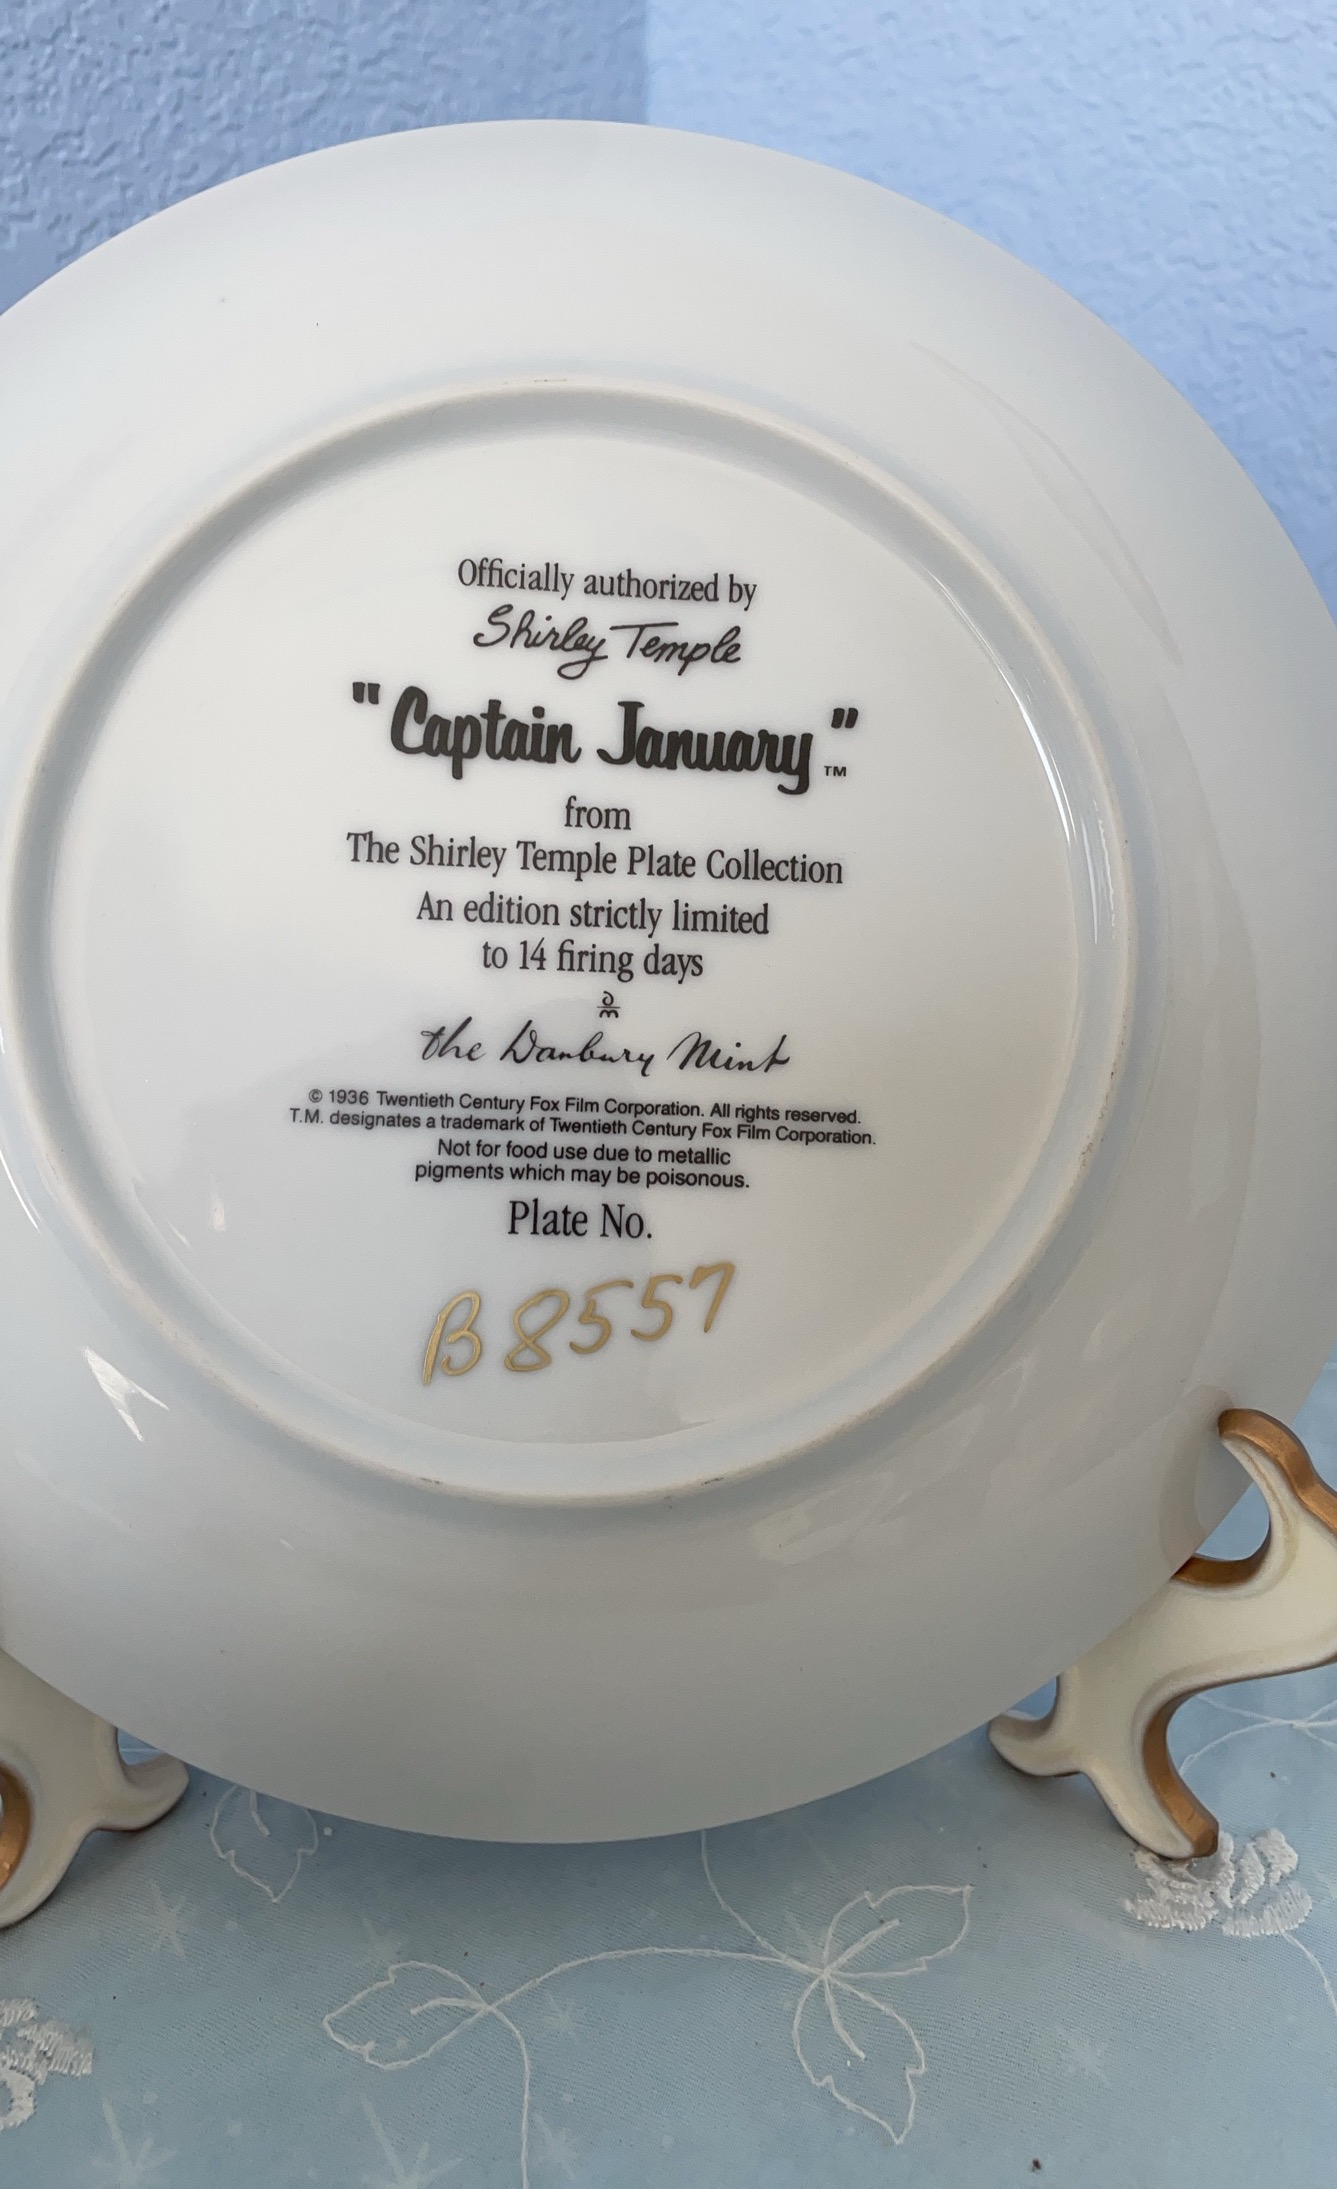 Officially authorized by
Shirley Temple
"Captain January"™
from
The Shirley Temple Plate Collection
An edition strictly limited
to 14 firing days
the Danbury Mint
© 1936 Twentieth Century Fox Film Corporation. All rights reserved.
T.M. designates a trademark of Twentieth Century Fox Film Corporation.
Not for food use due to metallic
pigments which may be poisonous.
Plate No.
B8557